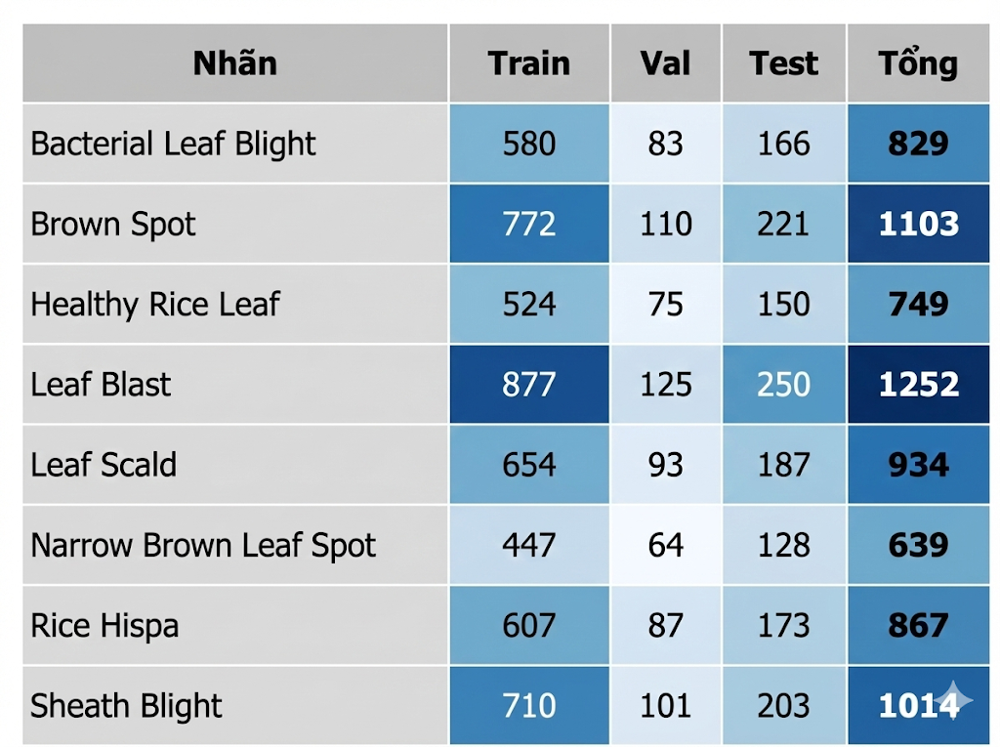 Nhãn Train Val Test Tổng
Bacterial Leaf Blight 580 83 166 829
Brown Spot 772 110 221 1103
Healthy Rice Leaf 524 75 150 749
Leaf Blast 877 125 250 1252
Leaf Scald 654 93 187 934
Narrow Brown Leaf Spot 447 64 128 639
Rice Hispa 607 87 173 867
Sheath Blight 710 101 203 1014